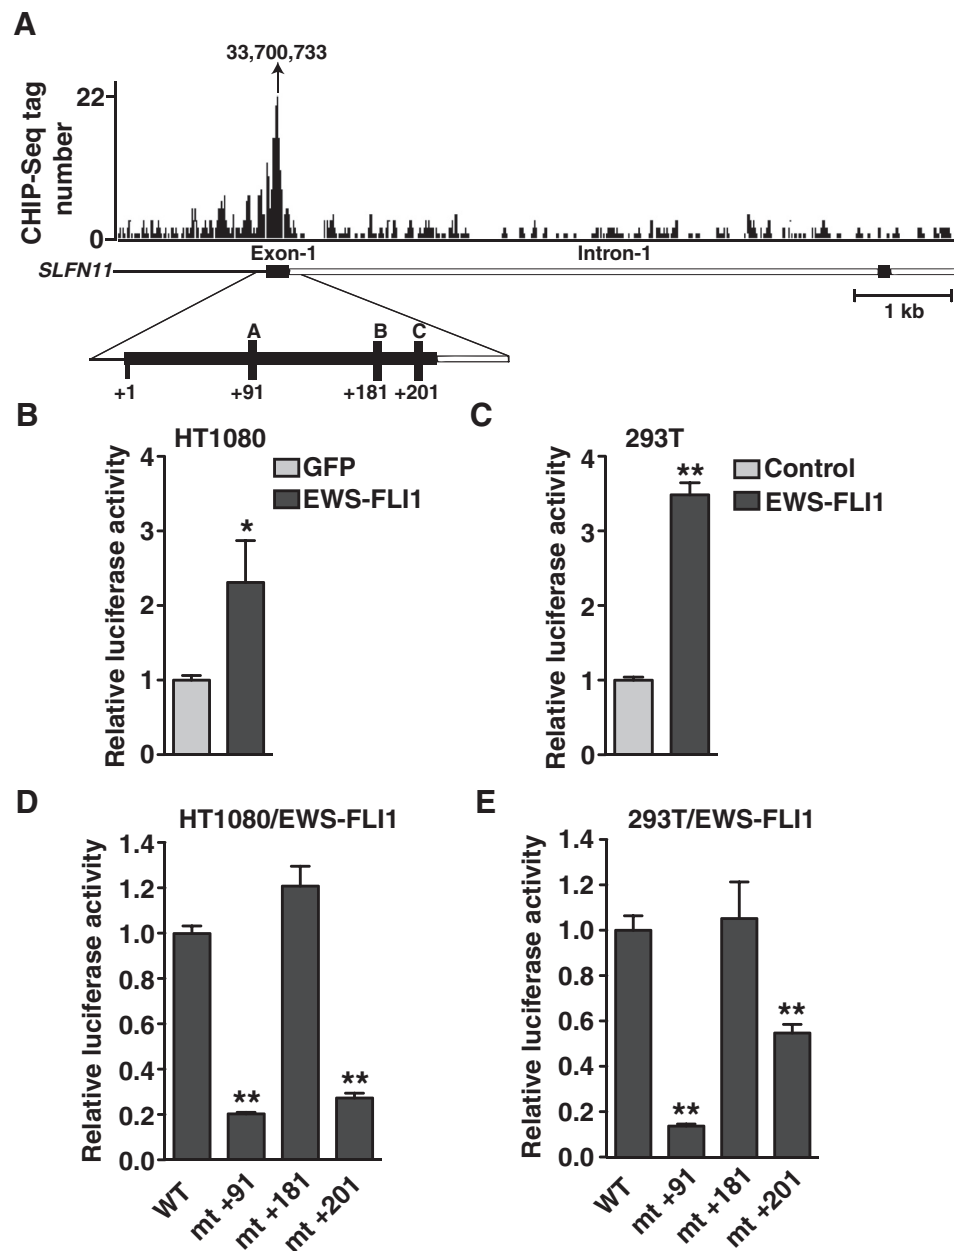 A
33,700,733
CHIP-Seq tag
number
22
0
Exon-1
Intron-1
SLFN11
1 kb
A
B
C
+1
+91
+181
+201
B
HT1080
Relative luciferase activity
4
3
2
1
0
GFP
EWS-FLI1
*
C
293T
Relative luciferase activity
4
3
2
1
0
**
Control
EWS-FLI1
D
HT1080/EWS-FLI1
Relative luciferase activity
1.4
1.2
1.0
0.8
0.6
0.4
0.2
0.0
**
**
WT
mt +91
mt +181
mt +201
E
293T/EWS-FLI1
Relative luciferase activity
1.4
1.2
1.0
0.8
0.6
0.4
0.2
0.0
**
**
WT
mt +91
mt +181
mt +201